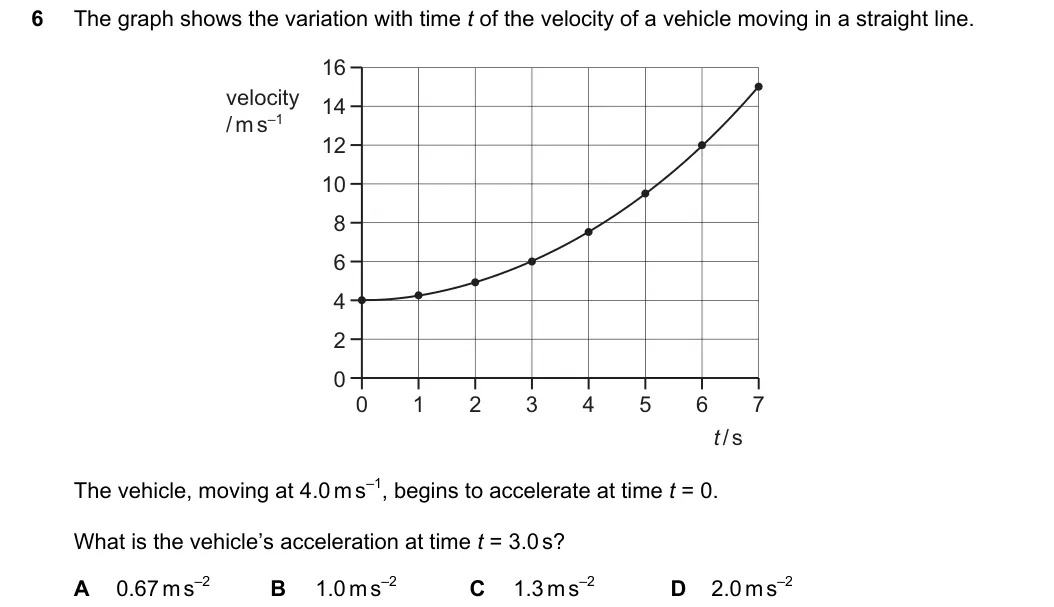 6 The graph shows the variation with time t of the velocity of a vehicle moving in a straight line.
16
velocity
/ m s⁻¹
14
12
10
8
6
4
2
0
0 1 2 3 4 5 6 7
t / s
The vehicle, moving at 4.0 m s⁻¹, begins to accelerate at time t = 0.
What is the vehicle’s acceleration at time t = 3.0 s?
A 0.67 m s⁻² B 1.0 m s⁻² C 1.3 m s⁻² D 2.0 m s⁻²